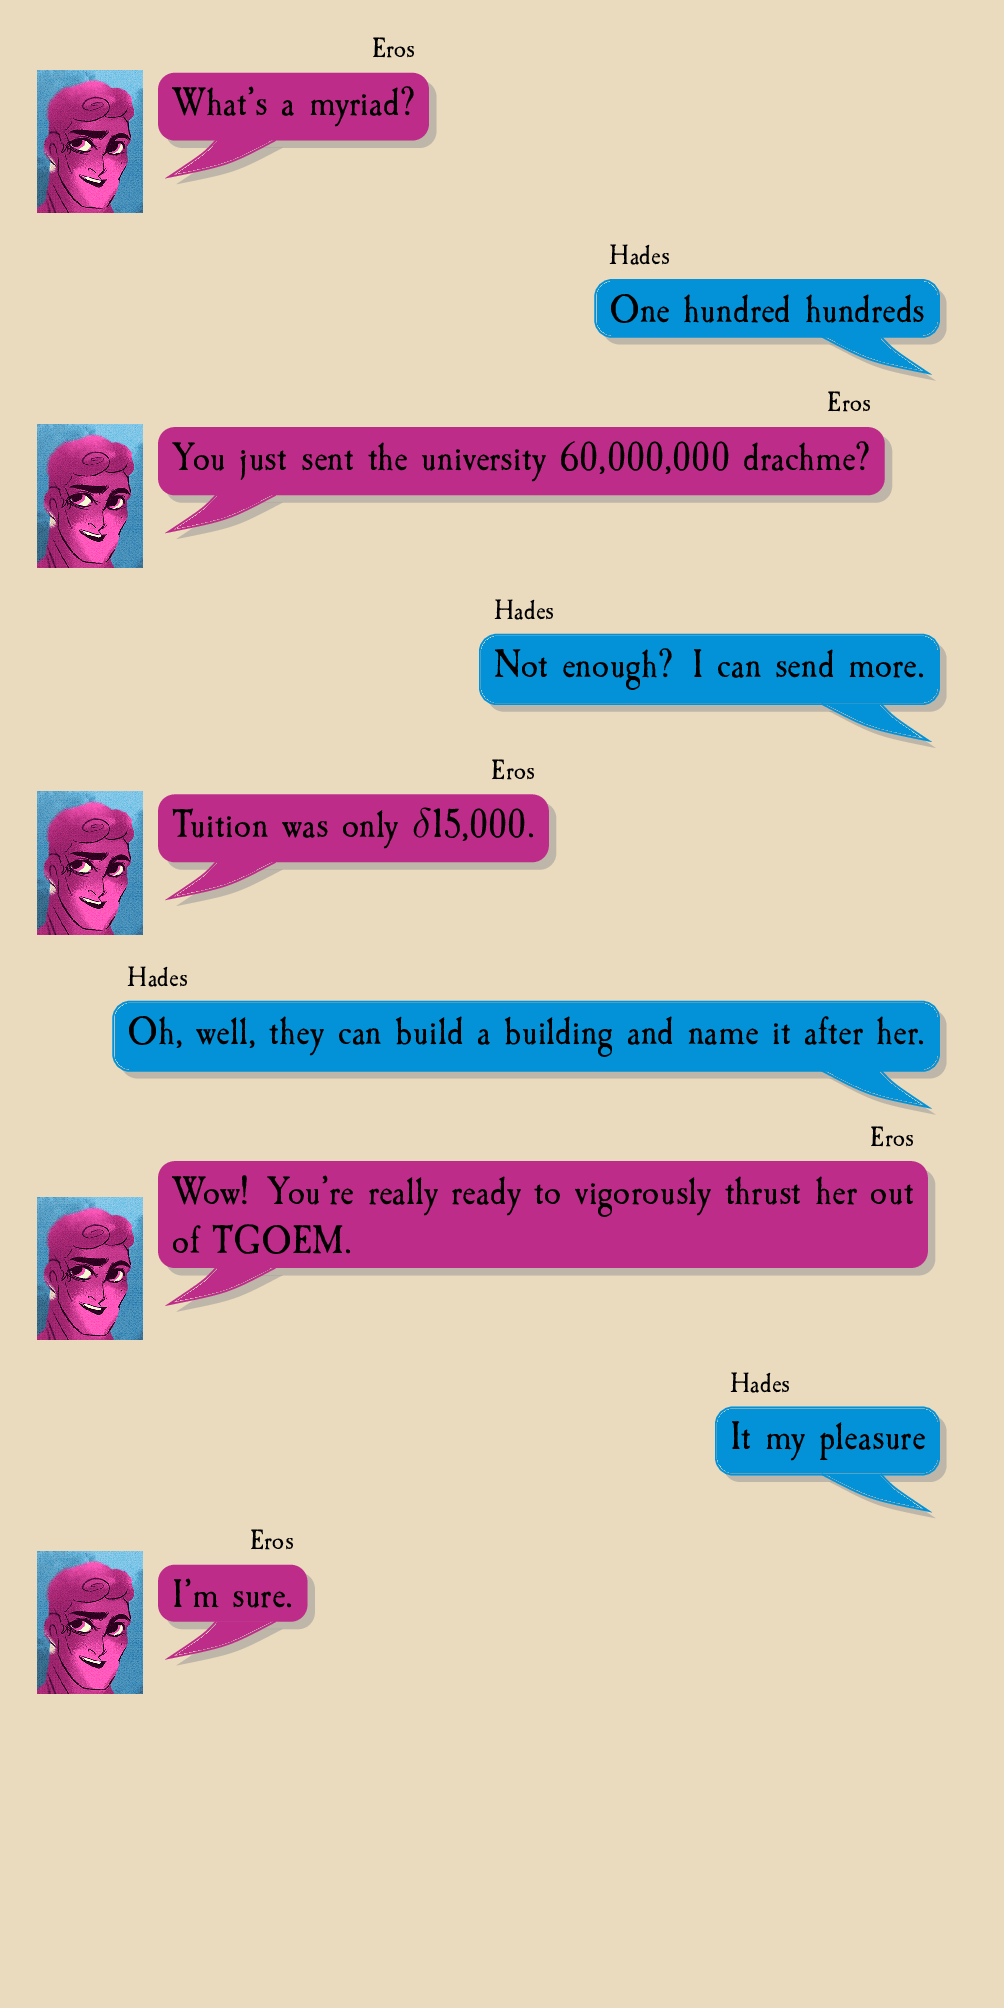 Eros
What's a myriad?
Hades
One hundred hundreds
Eros
You just sent the university 60,000,000 drachme?
Hades
Not enough? I can send more.
Eros
Tuition was only δ15,000.
Hades
Oh, well, they can build a building and name it after her.
Eros
Wow! You're really ready to vigorously thrust her out
of TGOEM.
Hades
It my pleasure
Eros
I'm sure.